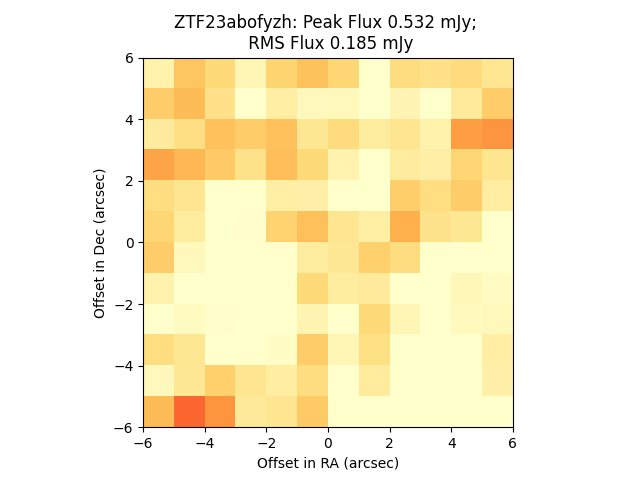 ZTF23abofyzh: Peak Flux 0.532 mJy;
RMS Flux 0.185 mJy
6
4
2
0
−2
−4
−6
Offset in Dec (arcsec)
−6 −4 −2 0 2 4 6
Offset in RA (arcsec)